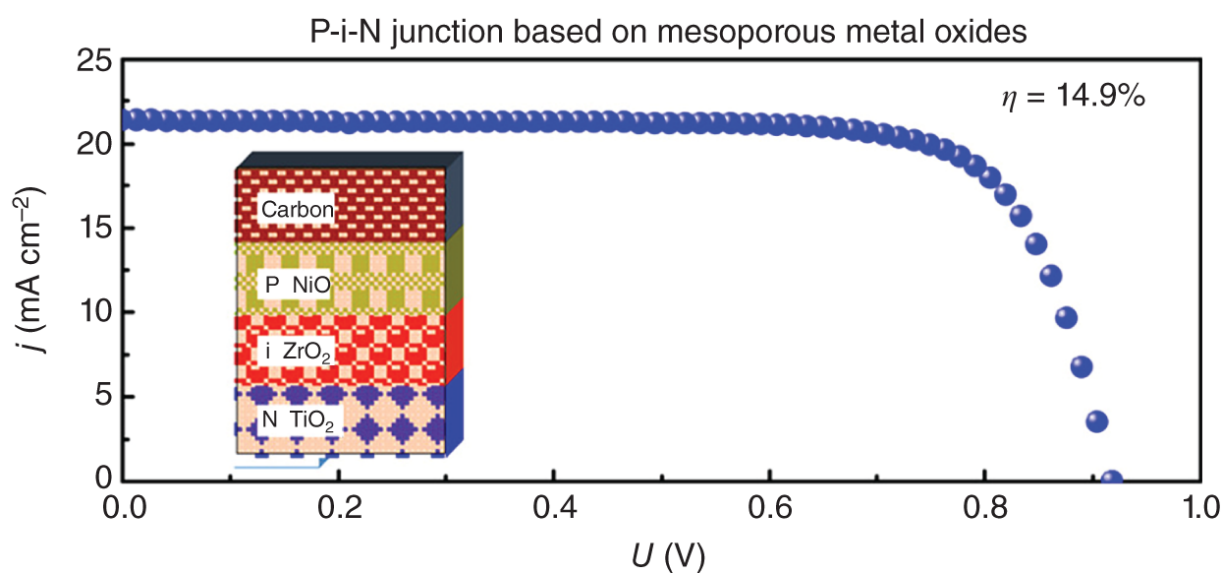 P-i-N junction based on mesoporous metal oxides
25
20
15
10
5
0
j (mA cm⁻²)
η = 14.9%
Carbon
P NiO
i ZrO₂
N TiO₂
0.0 0.2 0.4 0.6 0.8 1.0
U (V)